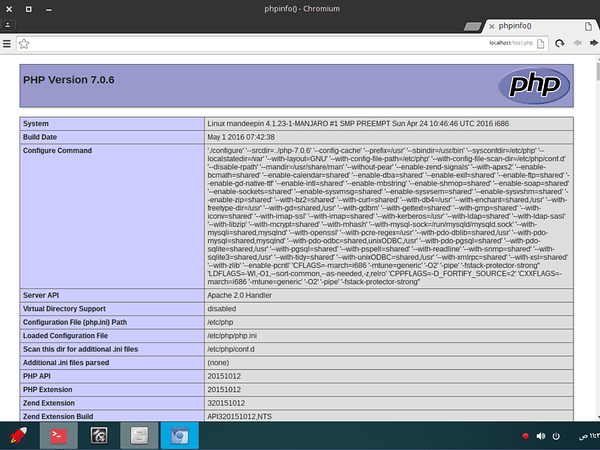 phpinfo() - Chromium
phpinfo()
localhost/test.php
PHP Version 7.0.6
php
System Linux mandeepin 4.1.23-1-MANJARO #1 SMP PREEMPT Sun Apr 24 10:46:46 UTC 2016 i686
Build Date May 1 2016 07:42:38
Configure Command './configure' '--srcdir=../php-7.0.6' '--config-cache' '--prefix=/usr' '--sbindir=/usr/bin' '--sysconfdir=/etc/php' '--
localstatedir=/var' '--with-layout=GNU' '--with-config-file-path=/etc/php' '--with-config-file-scan-dir=/etc/php/conf.d'
'--disable-rpath' '--mandir=/usr/share/man' '--without-pear' '--enable-zend-signals' '--with-apxs2' '--enable-
bcmath=shared' '--enable-calendar=shared' '--enable-dba=shared' '--enable-exif=shared' '--enable-ftp=shared' '-
-enable-gd-native-ttf' '--enable-intl=shared' '--enable-mbstring' '--enable-shmop=shared' '--enable-soap=shared'
'--enable-sockets=shared' '--enable-sysvmsg=shared' '--enable-sysvsem=shared' '--enable-sysvshm=shared' '-
-enable-zip=shared' '--with-bz2=shared' '--with-curl=shared' '--with-db4=/usr' '--with-enchant=shared,/usr' '--with-
freetype-dir=/usr' '--with-gd=shared,/usr' '--with-gdbm' '--with-gettext=shared' '--with-gmp=shared' '--with-
iconv=shared' '--with-imap-ssl' '--with-imap=shared' '--with-kerberos=/usr' '--with-ldap=shared' '--with-ldap-sasl'
'--with-libzip' '--with-mcrypt=shared' '--with-mhash' '--with-mysql-sock=/run/mysqld/mysqld.sock' '--with-
mysqli=shared,mysqlnd' '--with-openssl' '--with-pcre-regex=/usr' '--with-pdo-dblib=shared,/usr' '--with-pdo-
mysql=shared,mysqlnd' '--with-pdo-odbc=shared,unixODBC,/usr' '--with-pdo-pgsql=shared' '--with-pdo-
sqlite=shared,/usr' '--with-pgsql=shared' '--with-pspell=shared' '--with-readline' '--with-snmp=shared' '--with-
sqlite3=shared,/usr' '--with-tidy=shared' '--with-unixODBC=shared,/usr' '--with-xmlrpc=shared' '--with-xsl=shared'
'--with-zlib' '--enable-pcntl' 'CFLAGS=-march=i686 -mtune=generic' '-O2' '-pipe' '-fstack-protector-strong'
'LDFLAGS=-Wl,-O1,--sort-common,--as-needed,-z,relro' 'CPPFLAGS=-D_FORTIFY_SOURCE=2' 'CXXFLAGS=-
march=i686 -mtune=generic' '-O2' '-pipe' '-fstack-protector-strong'
Server API Apache 2.0 Handler
Virtual Directory Support disabled
Configuration File (php.ini) Path /etc/php
Loaded Configuration File /etc/php/php.ini
Scan this dir for additional .ini files /etc/php/conf.d
Additional .ini files parsed (none)
PHP API 20151012
PHP Extension 20151012
Zend Extension 320151012
Zend Extension Build API320151012,NTS